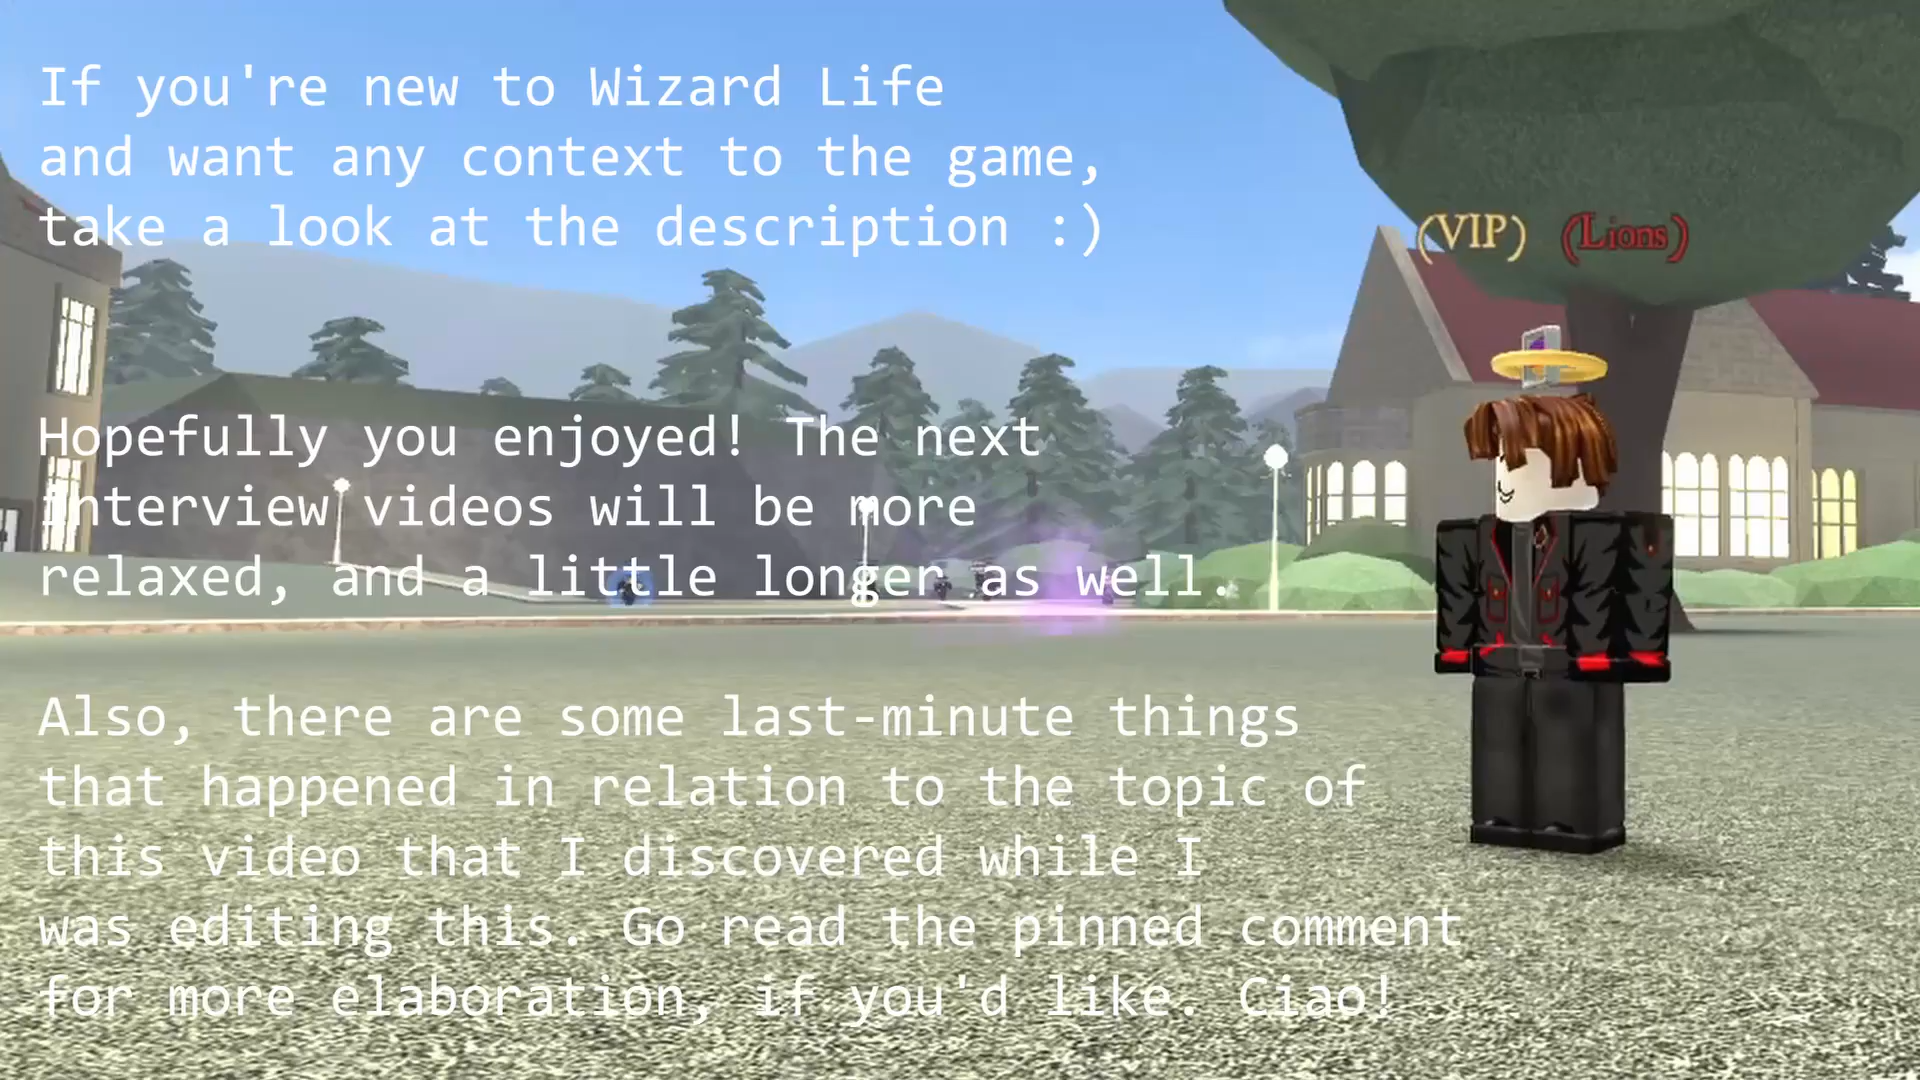 If you're new to Wizard Life
and want any context to the game,
take a look at the description :)
(VIP) (Lions)
Hopefully you enjoyed! The next
interview videos will be more
relaxed, and a little longer as well.
Also, there are some last-minute things
that happened in relation to the topic of
this video that I discovered while I
was editing this. Go read the pinned comment
for more elaboration, if you'd like. Ciao!